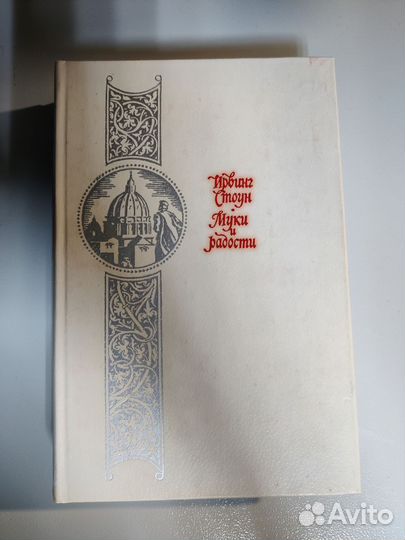 Ирвинг
Стоун
Муки
и
радости
Avito